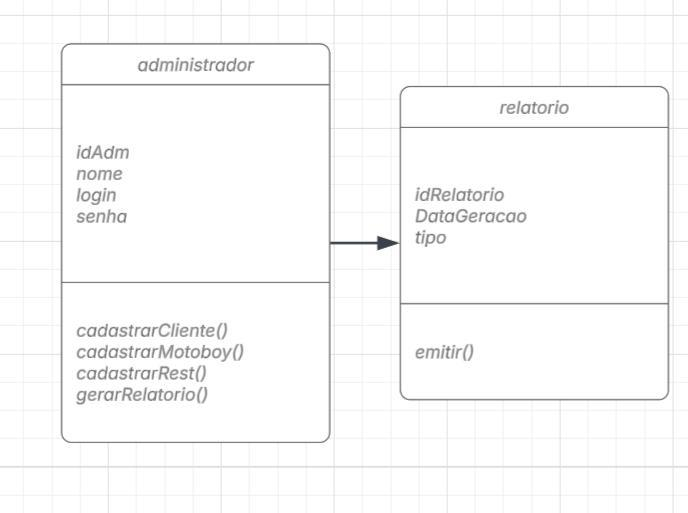 administrador
idAdm
nome
login
senha
cadastrarCliente()
cadastrarMotoboy()
cadastrarRest()
gerarRelatorio()
relatorio
idRelatorio
DataGeracao
tipo
emitir()